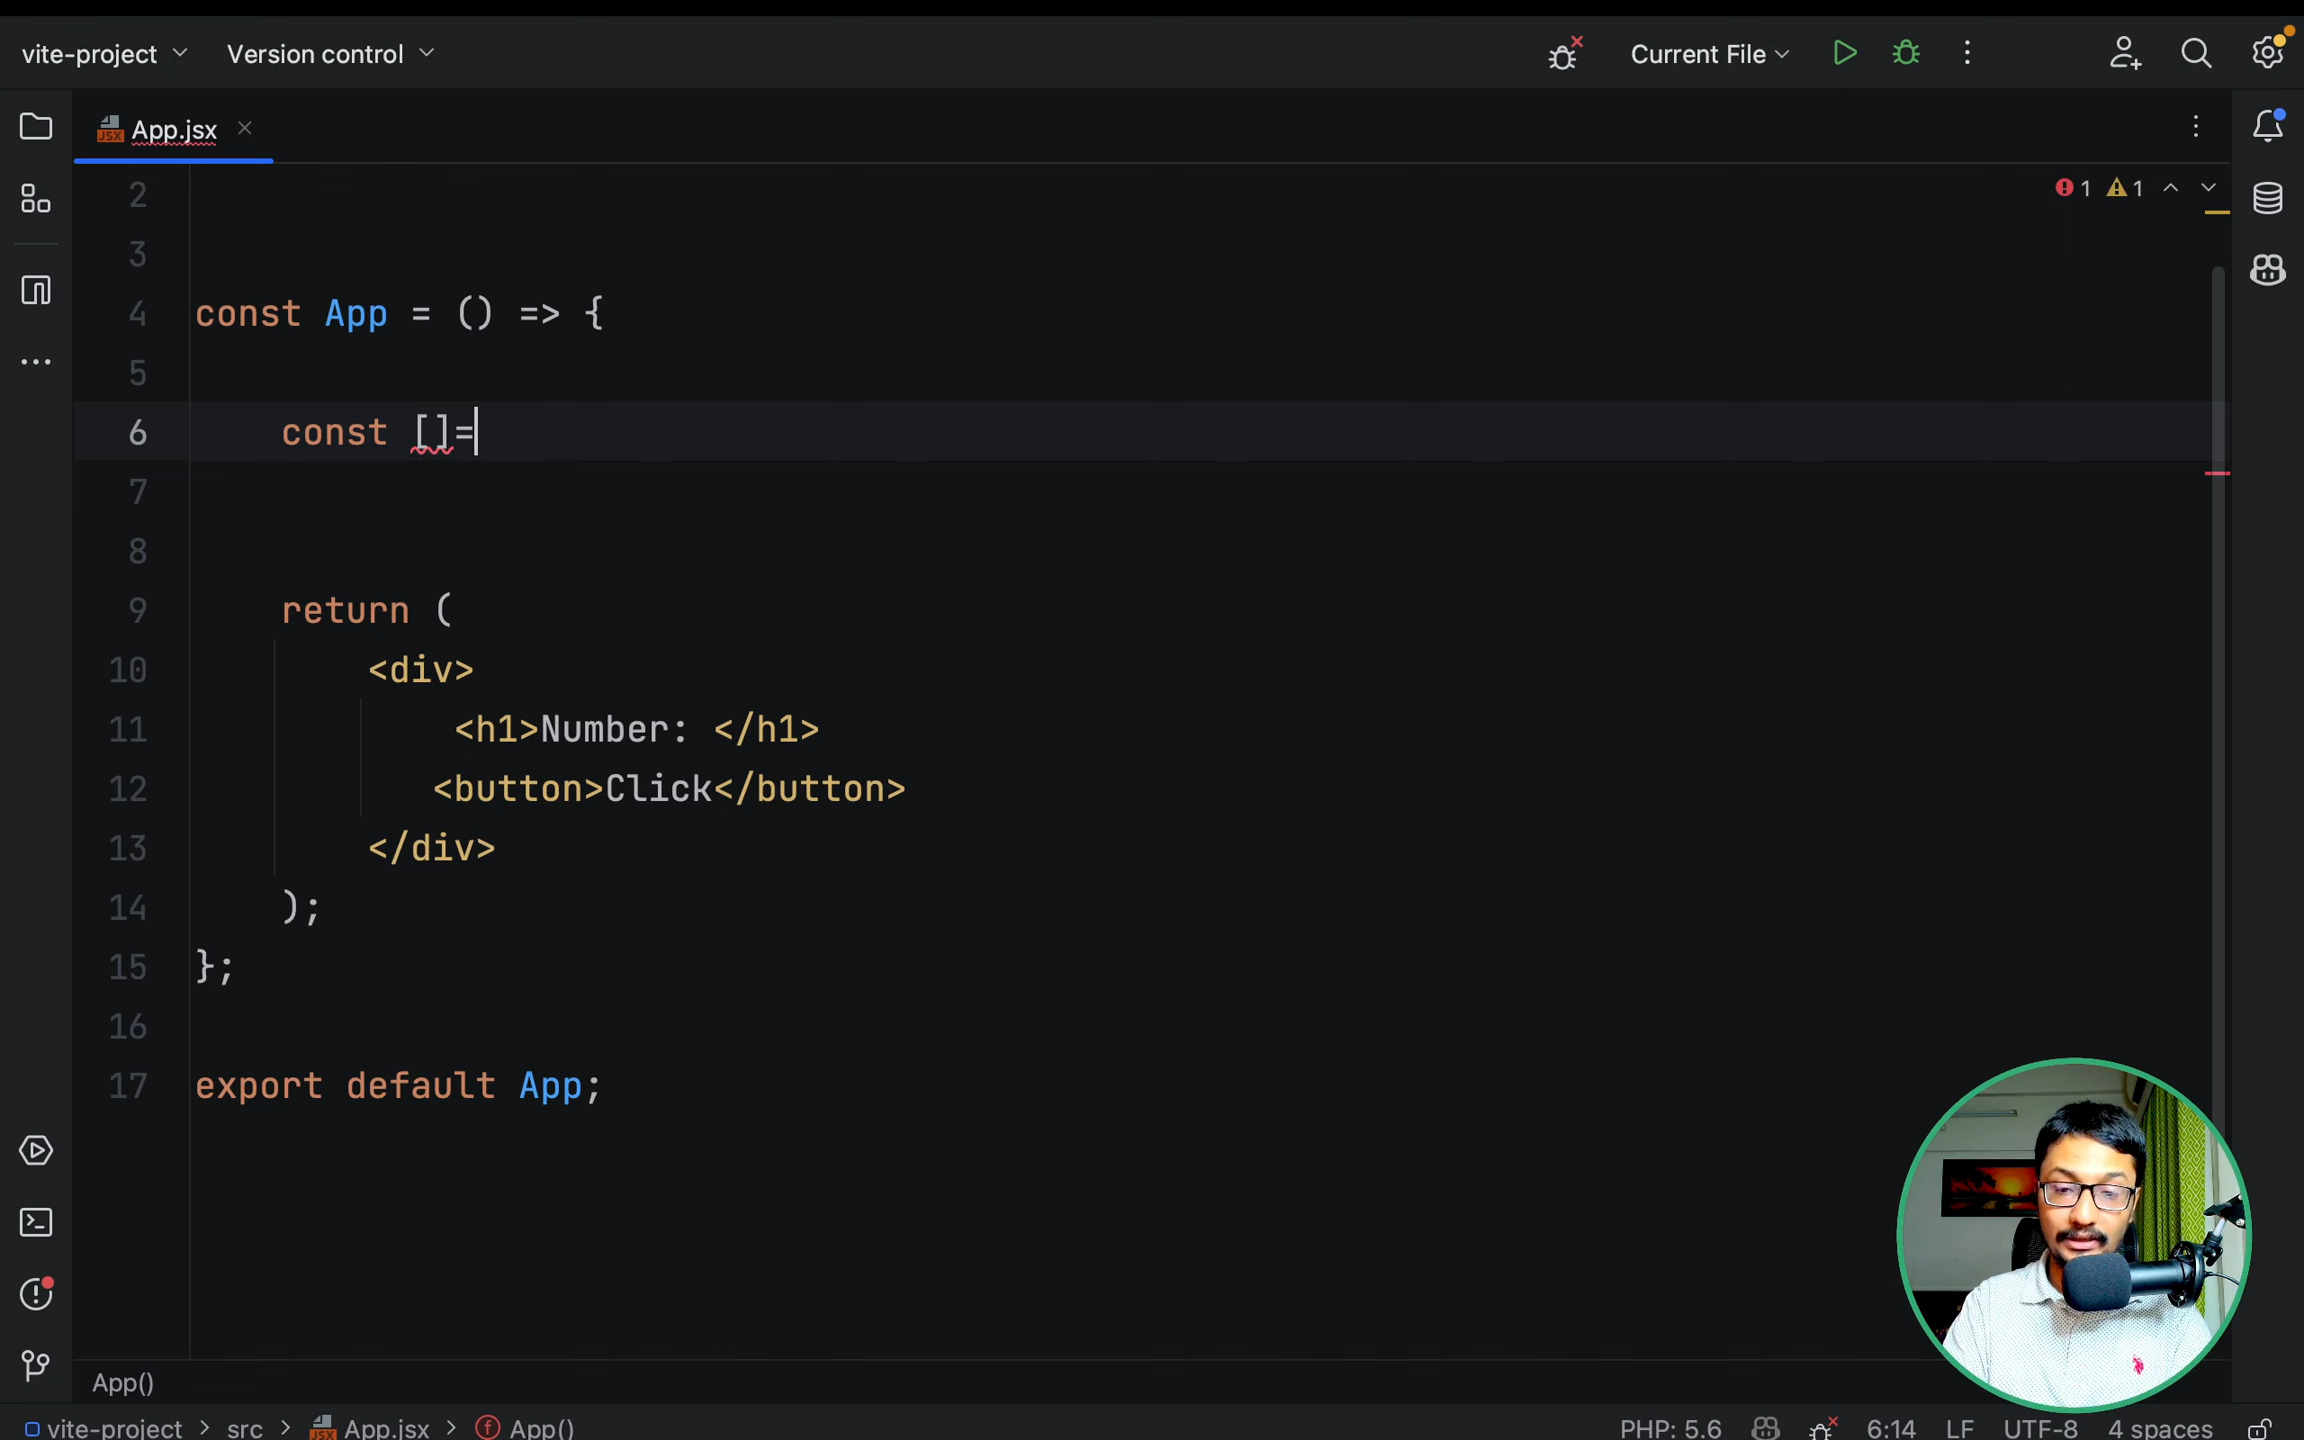 vite-project Version control Current File
JSX App.jsx
1 1
2
3
4 const App = () => {
5
6 const []=
7
8
9 return (
10 <div>
11 <h1>Number: </h1>
12 <button>Click</button>
13 </div>
14 );
15 };
16
17 export default App;
App()
vite-project > src > JSX App.jsx > f App() PHP: 5.6 6:14 LF UTF-8 4 spaces